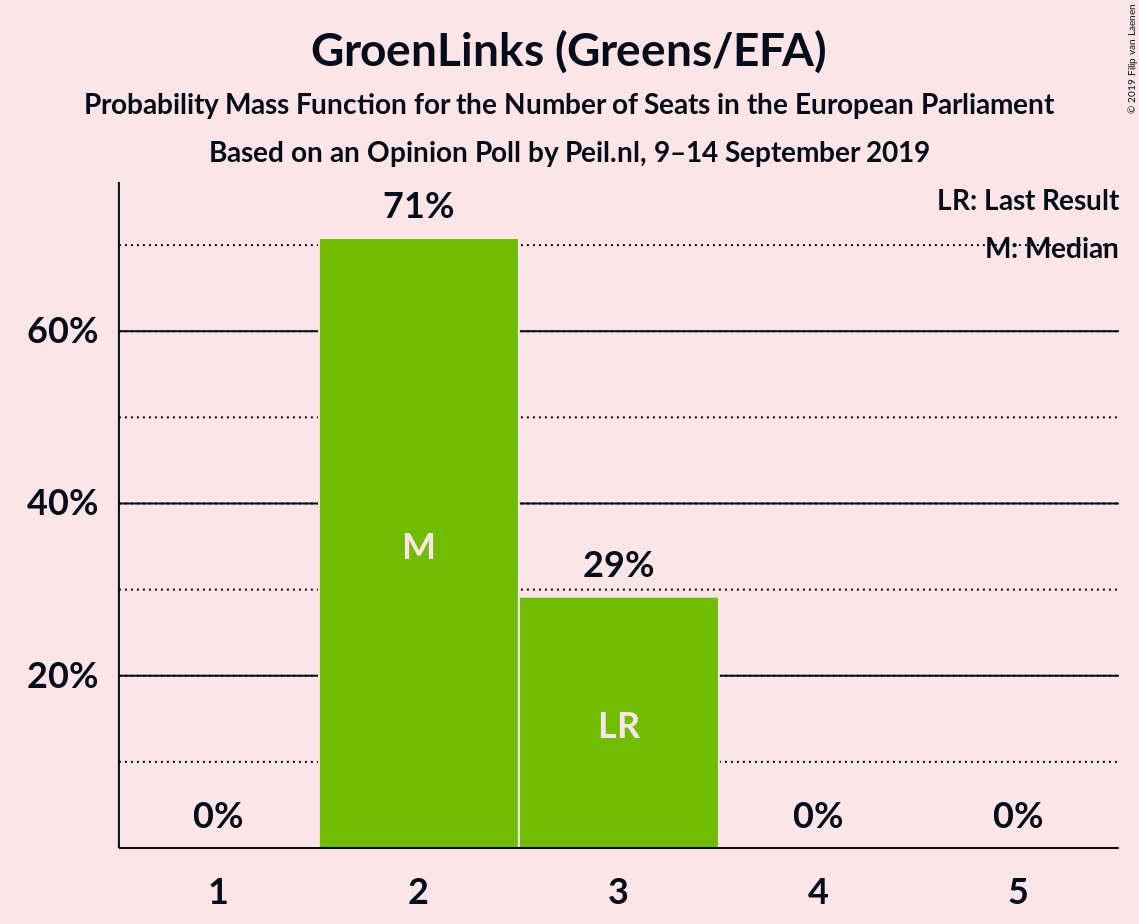 GroenLinks (Greens/EFA)
Probability Mass Function for the Number of Seats in the European Parliament
Based on an Opinion Poll by Peil.nl, 9–14 September 2019
© 2019 Filip van Laenen
LR: Last Result
M: Median
71%
60%
40%
M
29%
20%
LR
0%
0%
0%
1
2
3
4
5